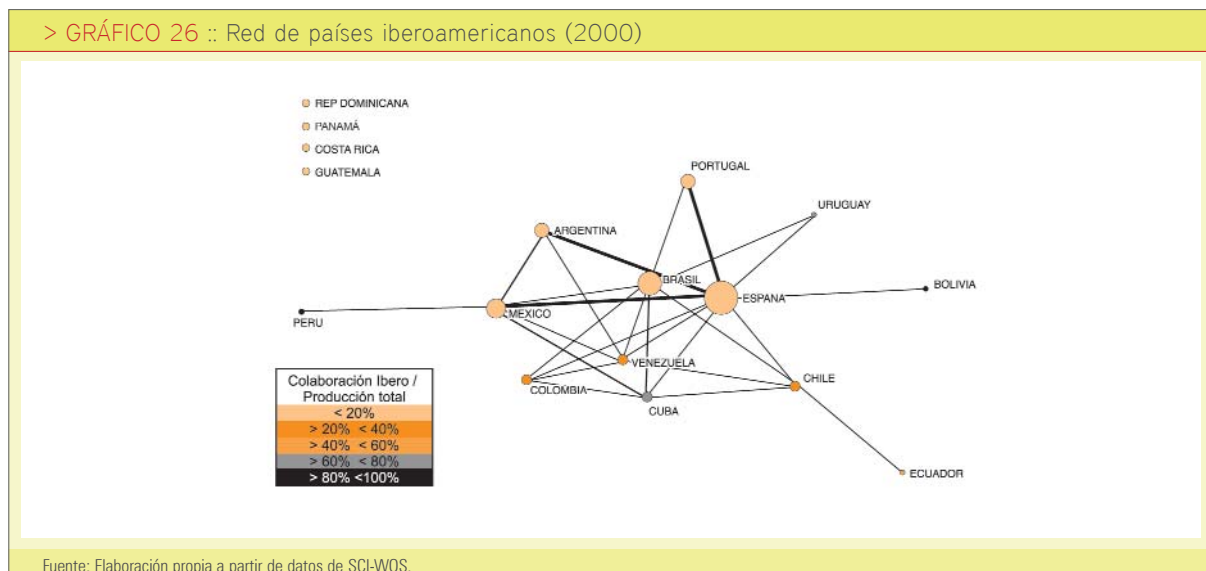 > GRÁFICO 26 :: Red de países iberoamericanos (2000)
REP DOMINICANA
PANAMÁ
COSTA RICA
GUATEMALA
PORTUGAL
URUGUAY
ARGENTINA
BRASIL
ESPANA
BOLIVIA
MEXICO
PERU
VENEZUELA
CHILE
COLOMBIA
CUBA
ECUADOR
Colaboración Ibero /
Producción total
< 20%
> 20% < 40%
> 40% < 60%
> 60% < 80%
> 80% <100%
Fuente: Elaboración propia a partir de datos de SCI-WOS.